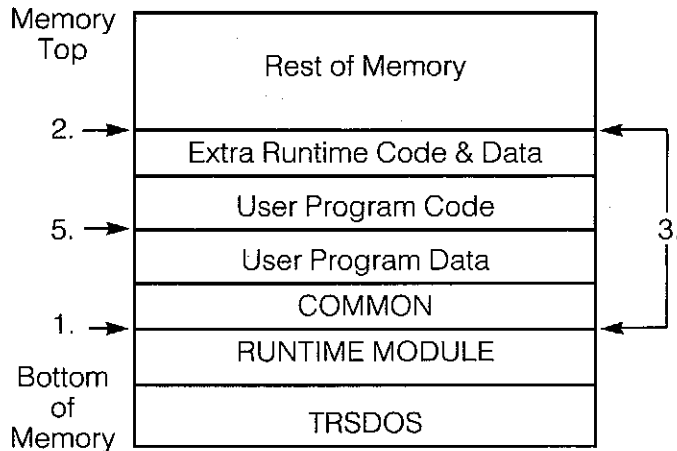 Memory
Top
Rest of Memory
2.
Extra Runtime Code & Data
User Program Code
5.
3.
User Program Data
COMMON
1.
RUNTIME MODULE
Bottom
of
Memory
TRSDOS